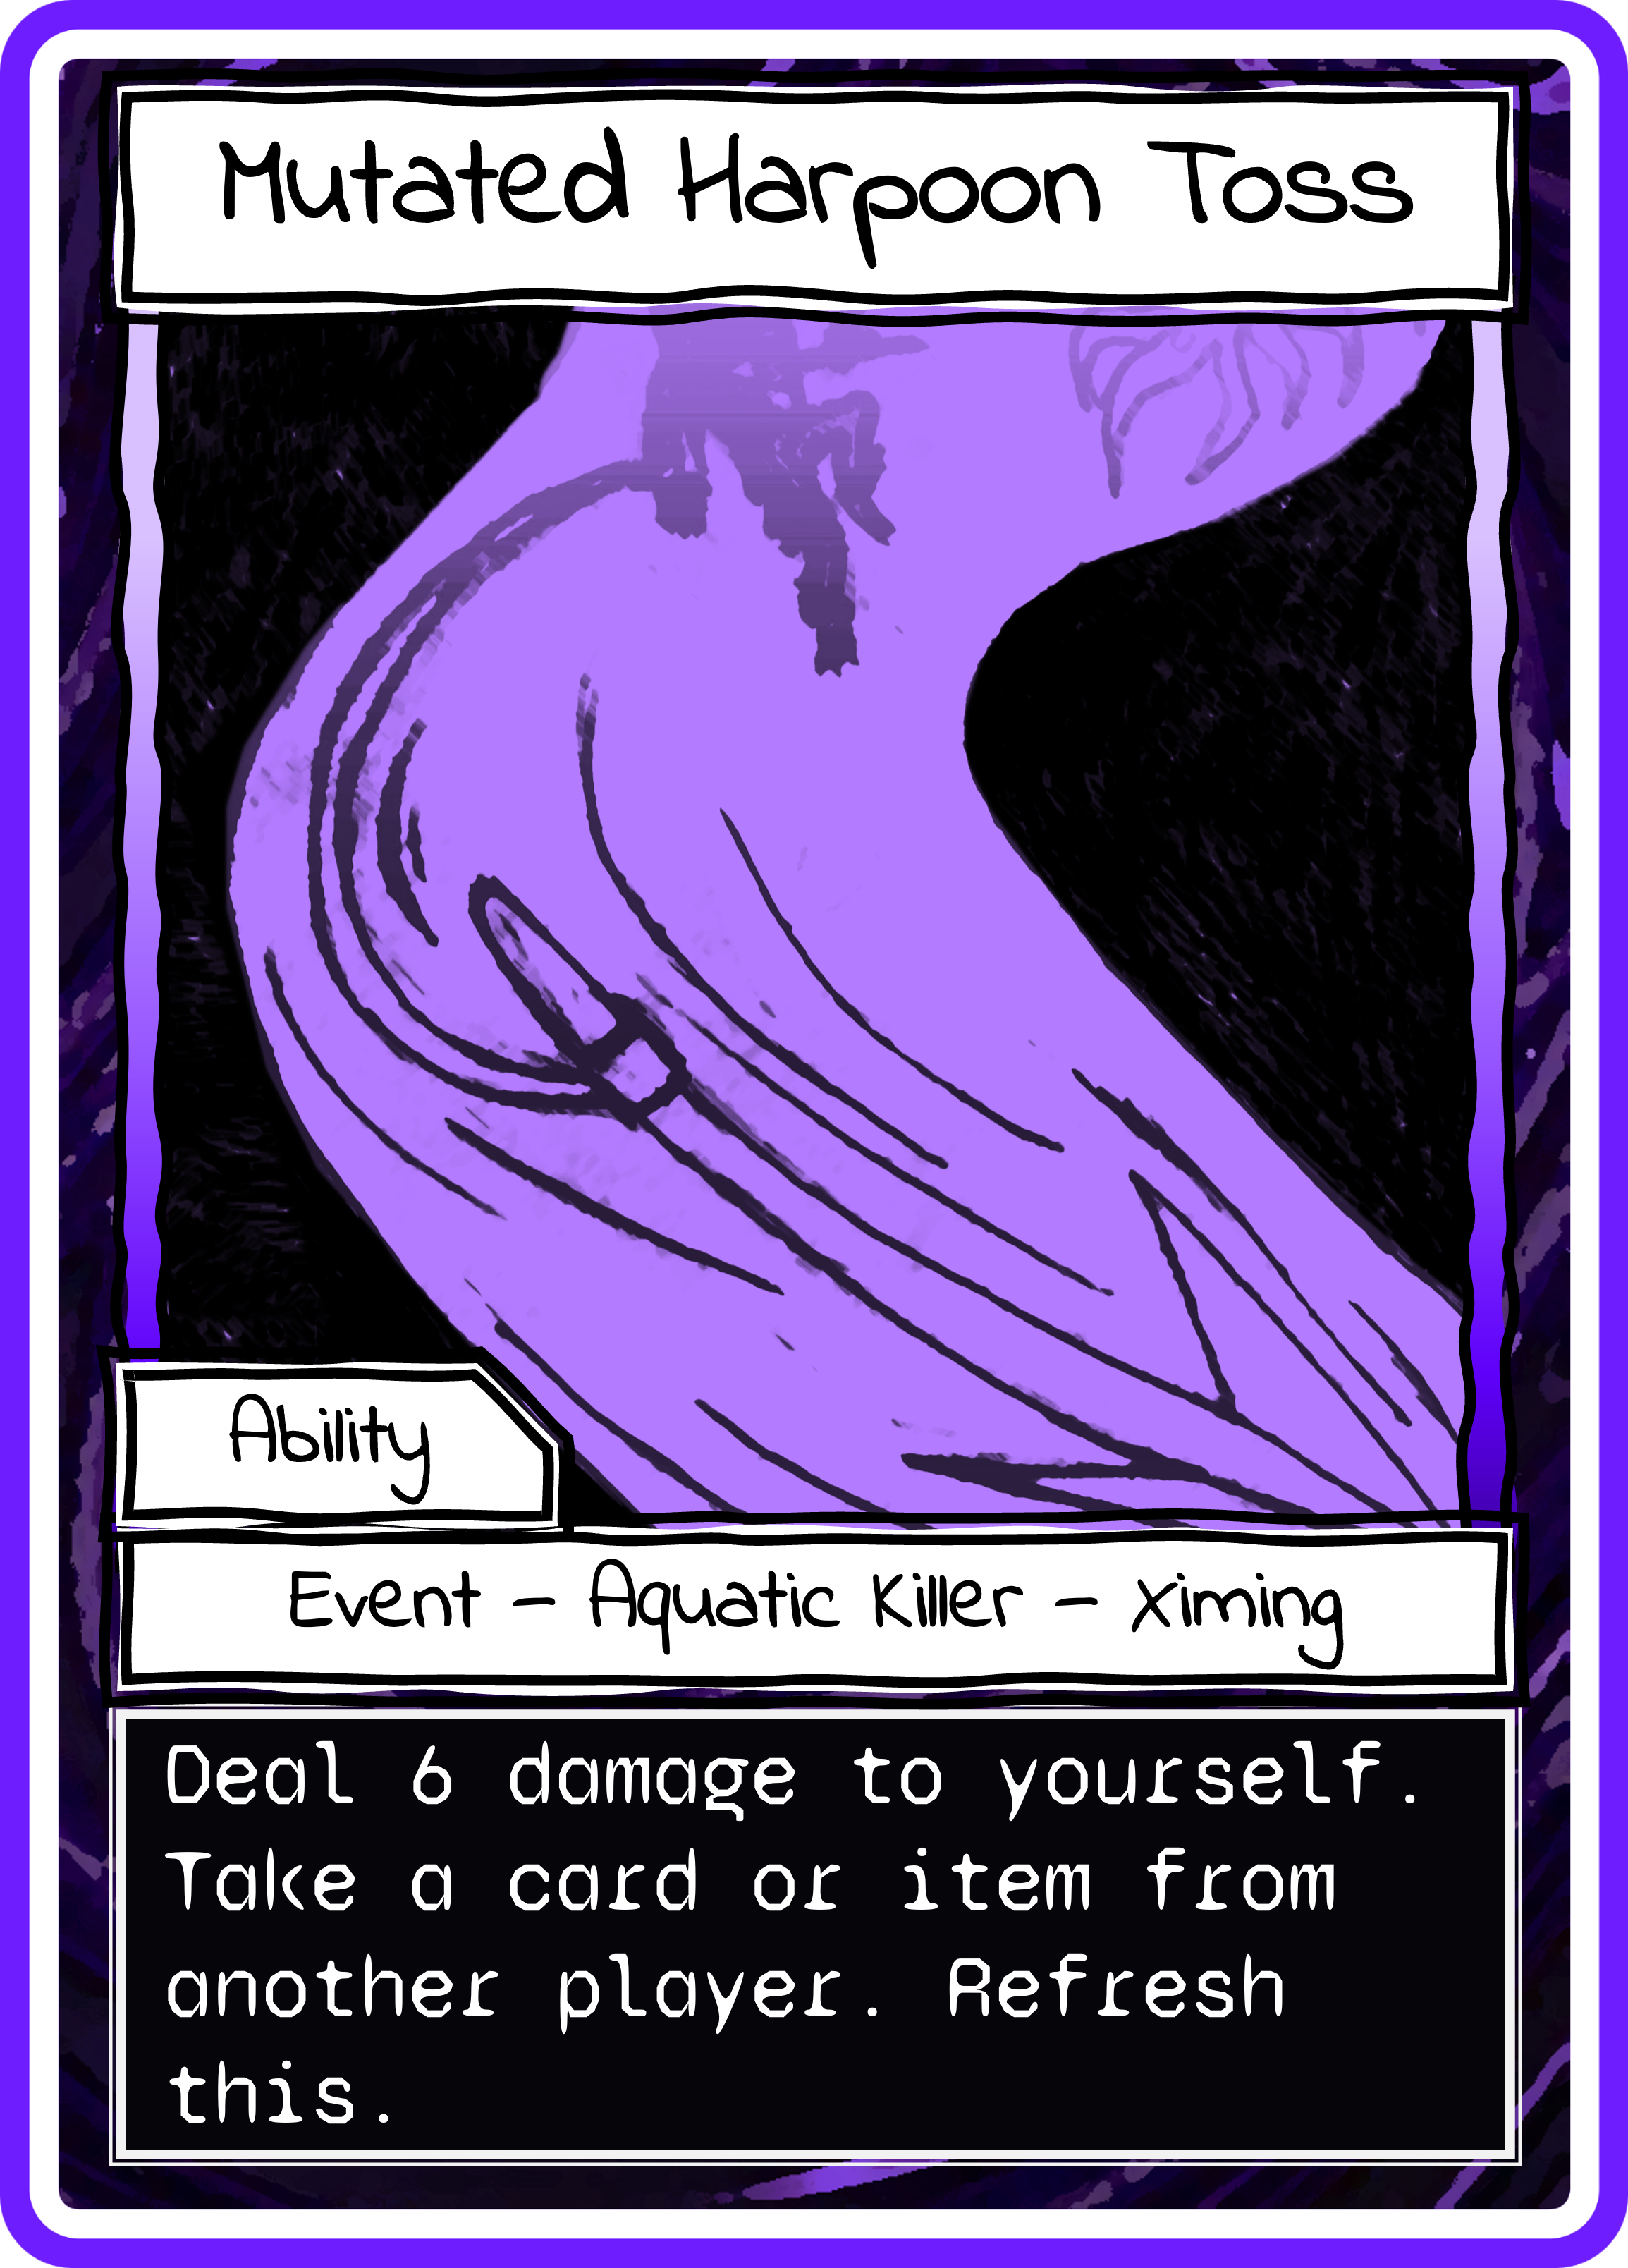 Mutated Harpoon Toss
Ability
Event – Aquatic Killer – Ximing
Deal 6 damage to yourself.
Take a card or item from
another player. Refresh
this.